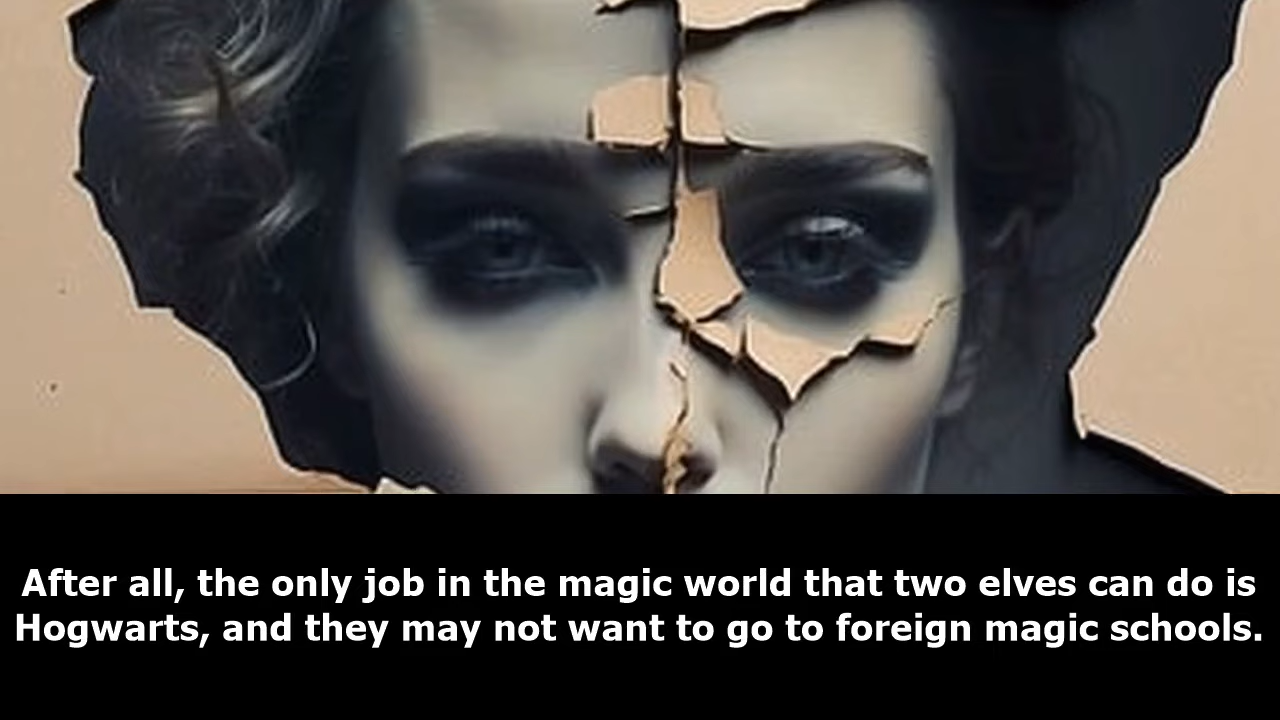 After all, the only job in the magic world that two elves can do is
Hogwarts, and they may not want to go to foreign magic schools.